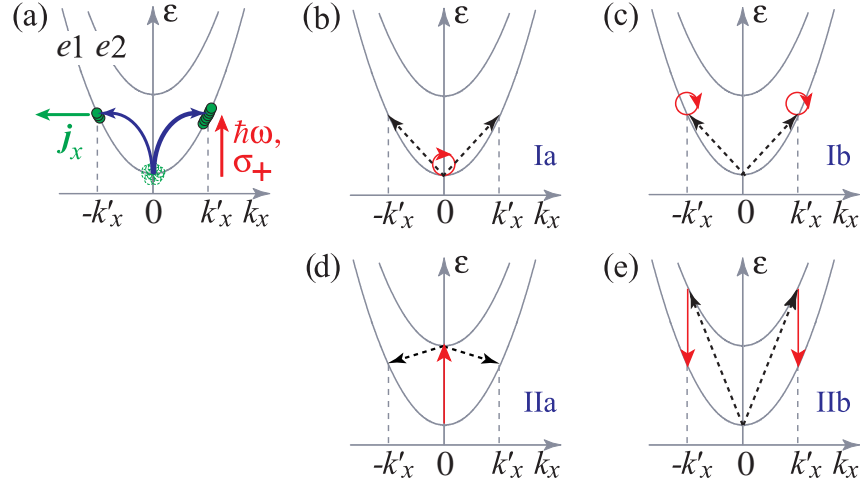 (a)
ε
e1 e2
j_x
ħω,
σ₊
-k′_x 0 k′_x k_x
(b)
ε
Ia
-k′_x 0 k′_x k_x
(c)
ε
Ib
-k′_x 0 k′_x k_x
(d)
ε
IIa
-k′_x 0 k′_x k_x
(e)
ε
IIb
-k′_x 0 k′_x k_x